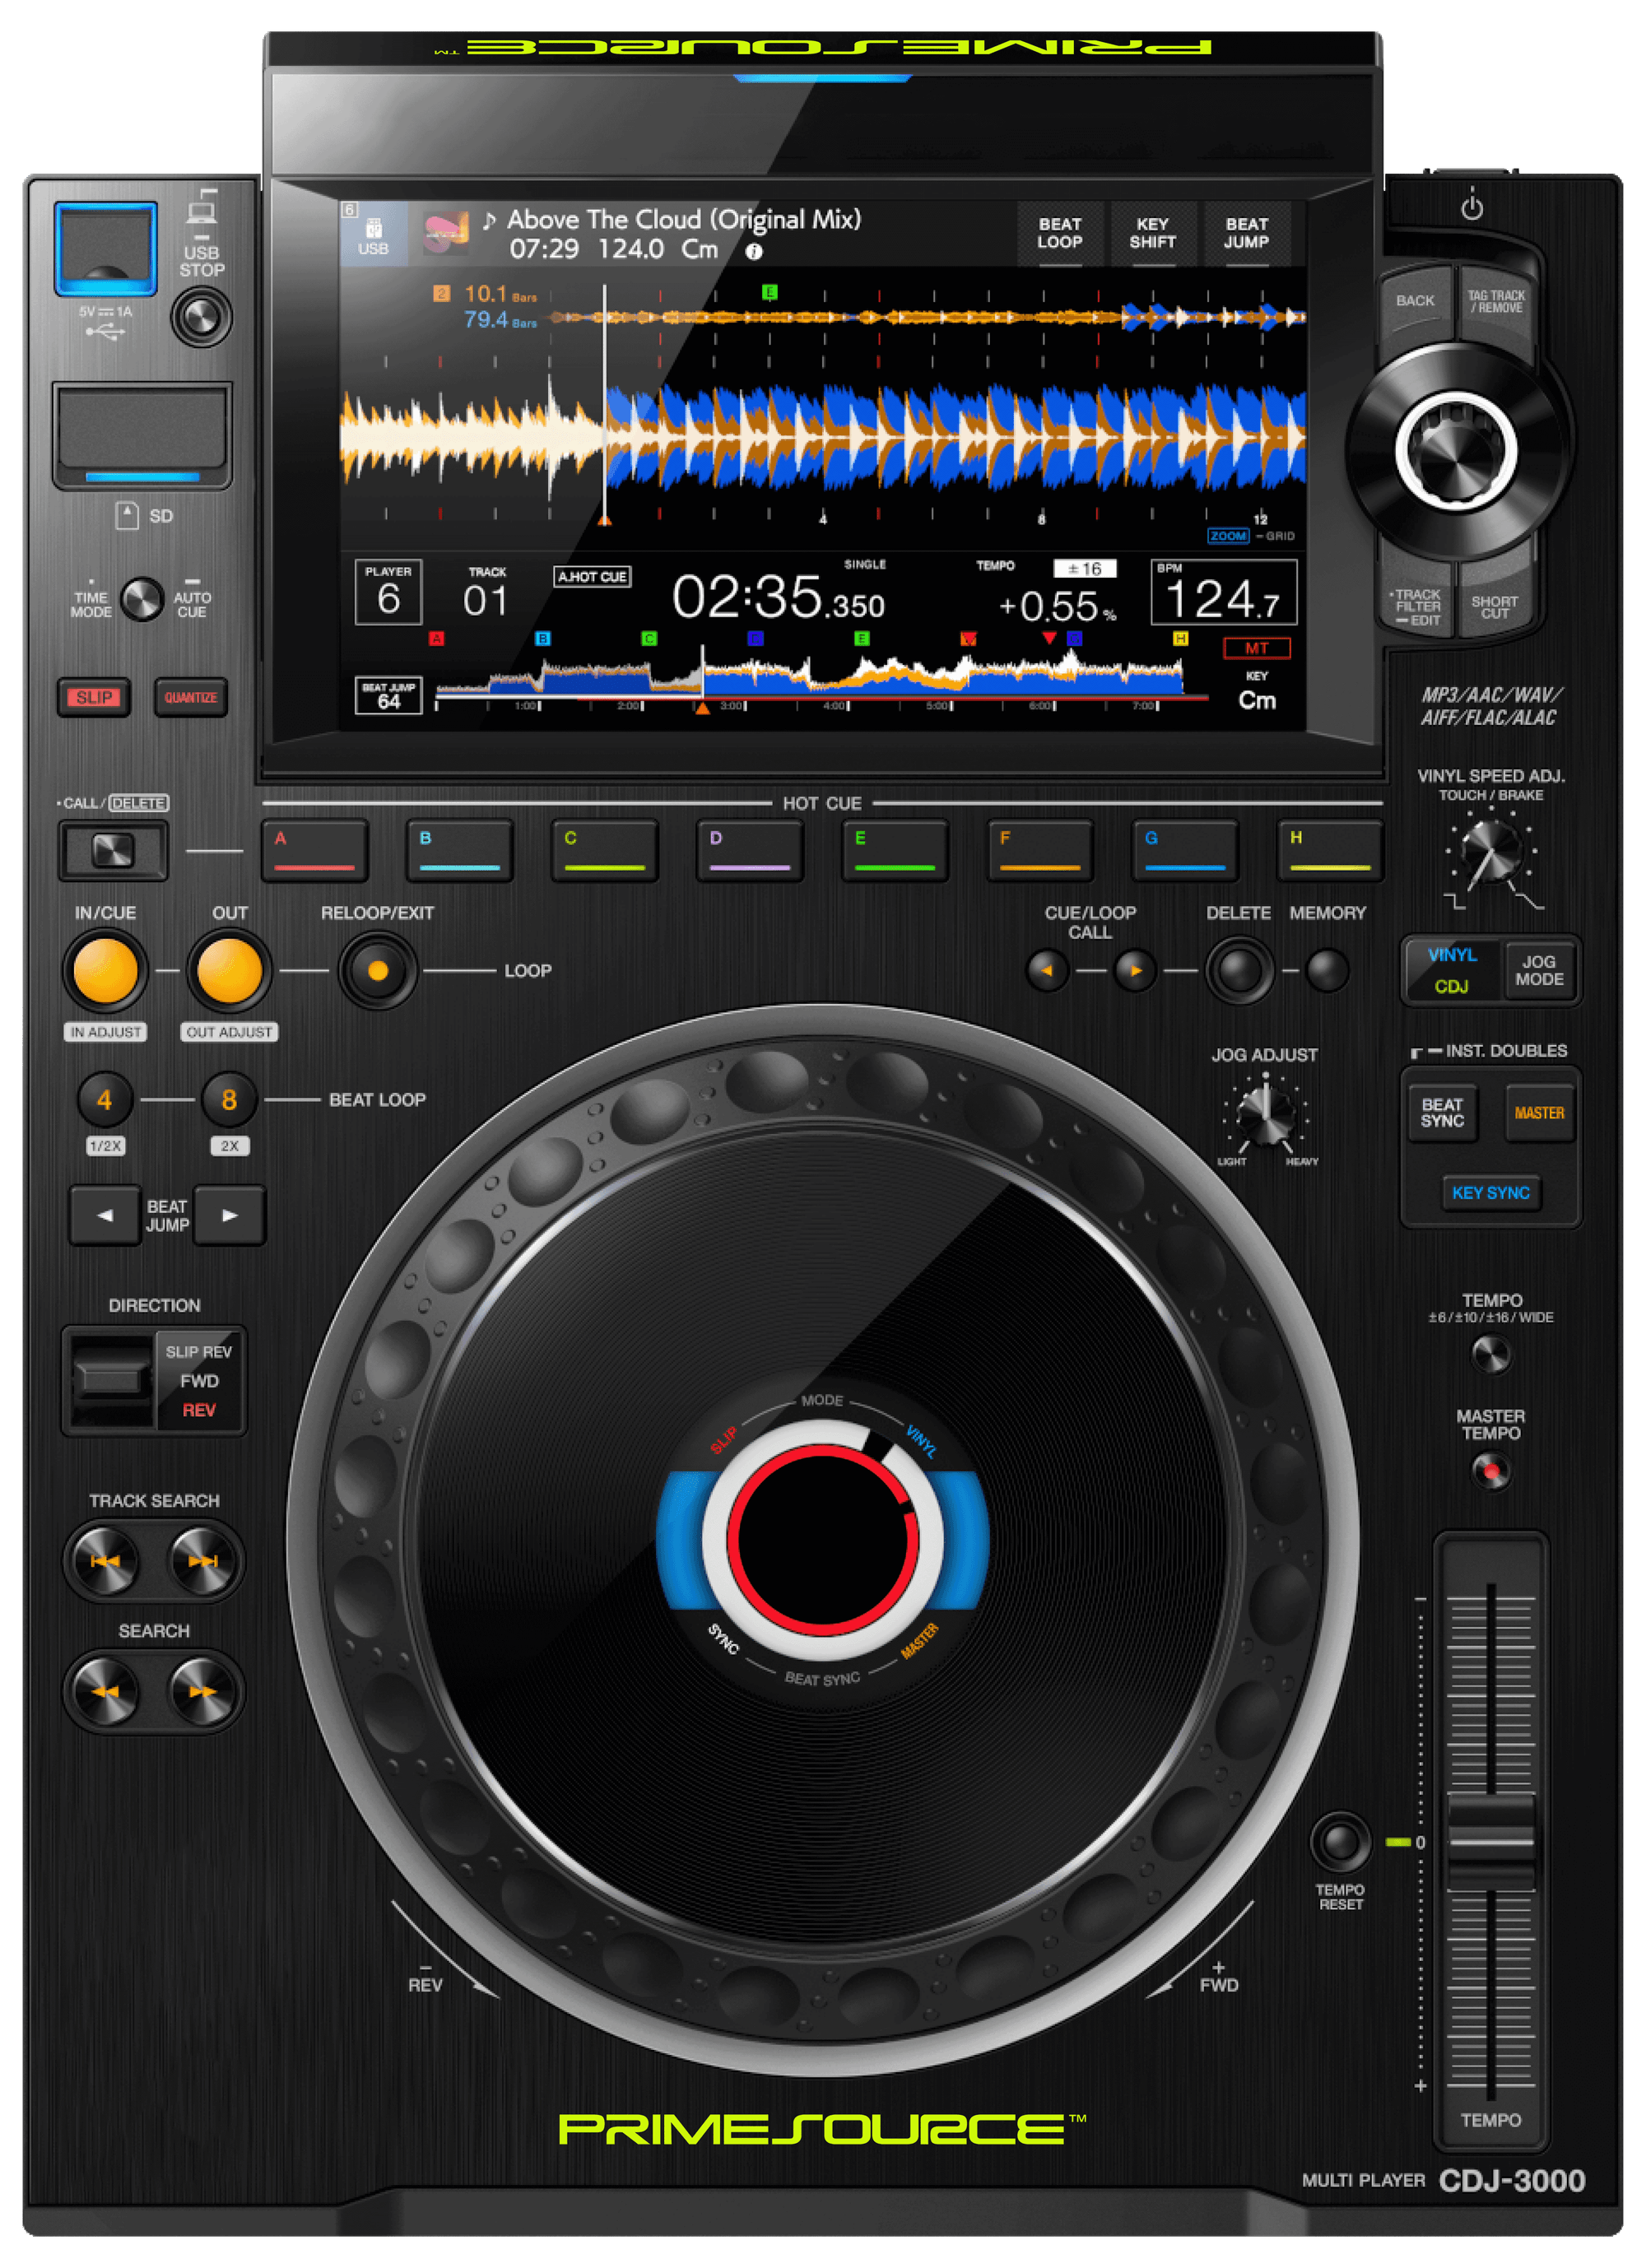 PRIMESOURCE™
6
USB
♪ Above The Cloud (Original Mix)
07:29 124.0 Cm i
BEAT LOOP
KEY SHIFT
BEAT JUMP
2 10.1 Bars
E
79.4 Bars
4 8 12
ZOOM – GRID
PLAYER
6
TRACK
01
A.HOT CUE
02:35.350
SINGLE
TEMPO
±16
+0.55%
BPM
124.7
A B C E H
MT
KEY
Cm
BEAT JUMP
64
1:00 2:00 3:00 4:00 5:00 6:00 7:00
USB
STOP
5V 1A
SD
TIME
MODE
AUTO
CUE
SLIP
QUANTIZE
BACK
TAG TRACK
/ REMOVE
•TRACK
FILTER
– EDIT
SHORT
CUT
MP3/AAC/WAV/
AIFF/FLAC/ALAC
VINYL SPEED ADJ.
TOUCH / BRAKE
• CALL / DELETE
HOT CUE
A B C D E F G H
IN/CUE
OUT
RELOOP/EXIT
LOOP
IN ADJUST
OUT ADJUST
CUE/LOOP
CALL
DELETE
MEMORY
VINYL
CDJ
JOG
MODE
4
8
BEAT LOOP
1/2X
2X
BEAT
JUMP
JOG ADJUST
LIGHT HEAVY
– INST. DOUBLES
BEAT
SYNC
MASTER
KEY SYNC
DIRECTION
SLIP REV
FWD
REV
TEMPO
±6/±10/±16/WIDE
MASTER
TEMPO
TRACK SEARCH
SEARCH
MODE
SLIP
VINYL
SYNC
MASTER
BEAT SYNC
–
0
+
TEMPO
RESET
–
REV
+
FWD
TEMPO
PRIMESOURCE™
MULTI PLAYER CDJ-3000